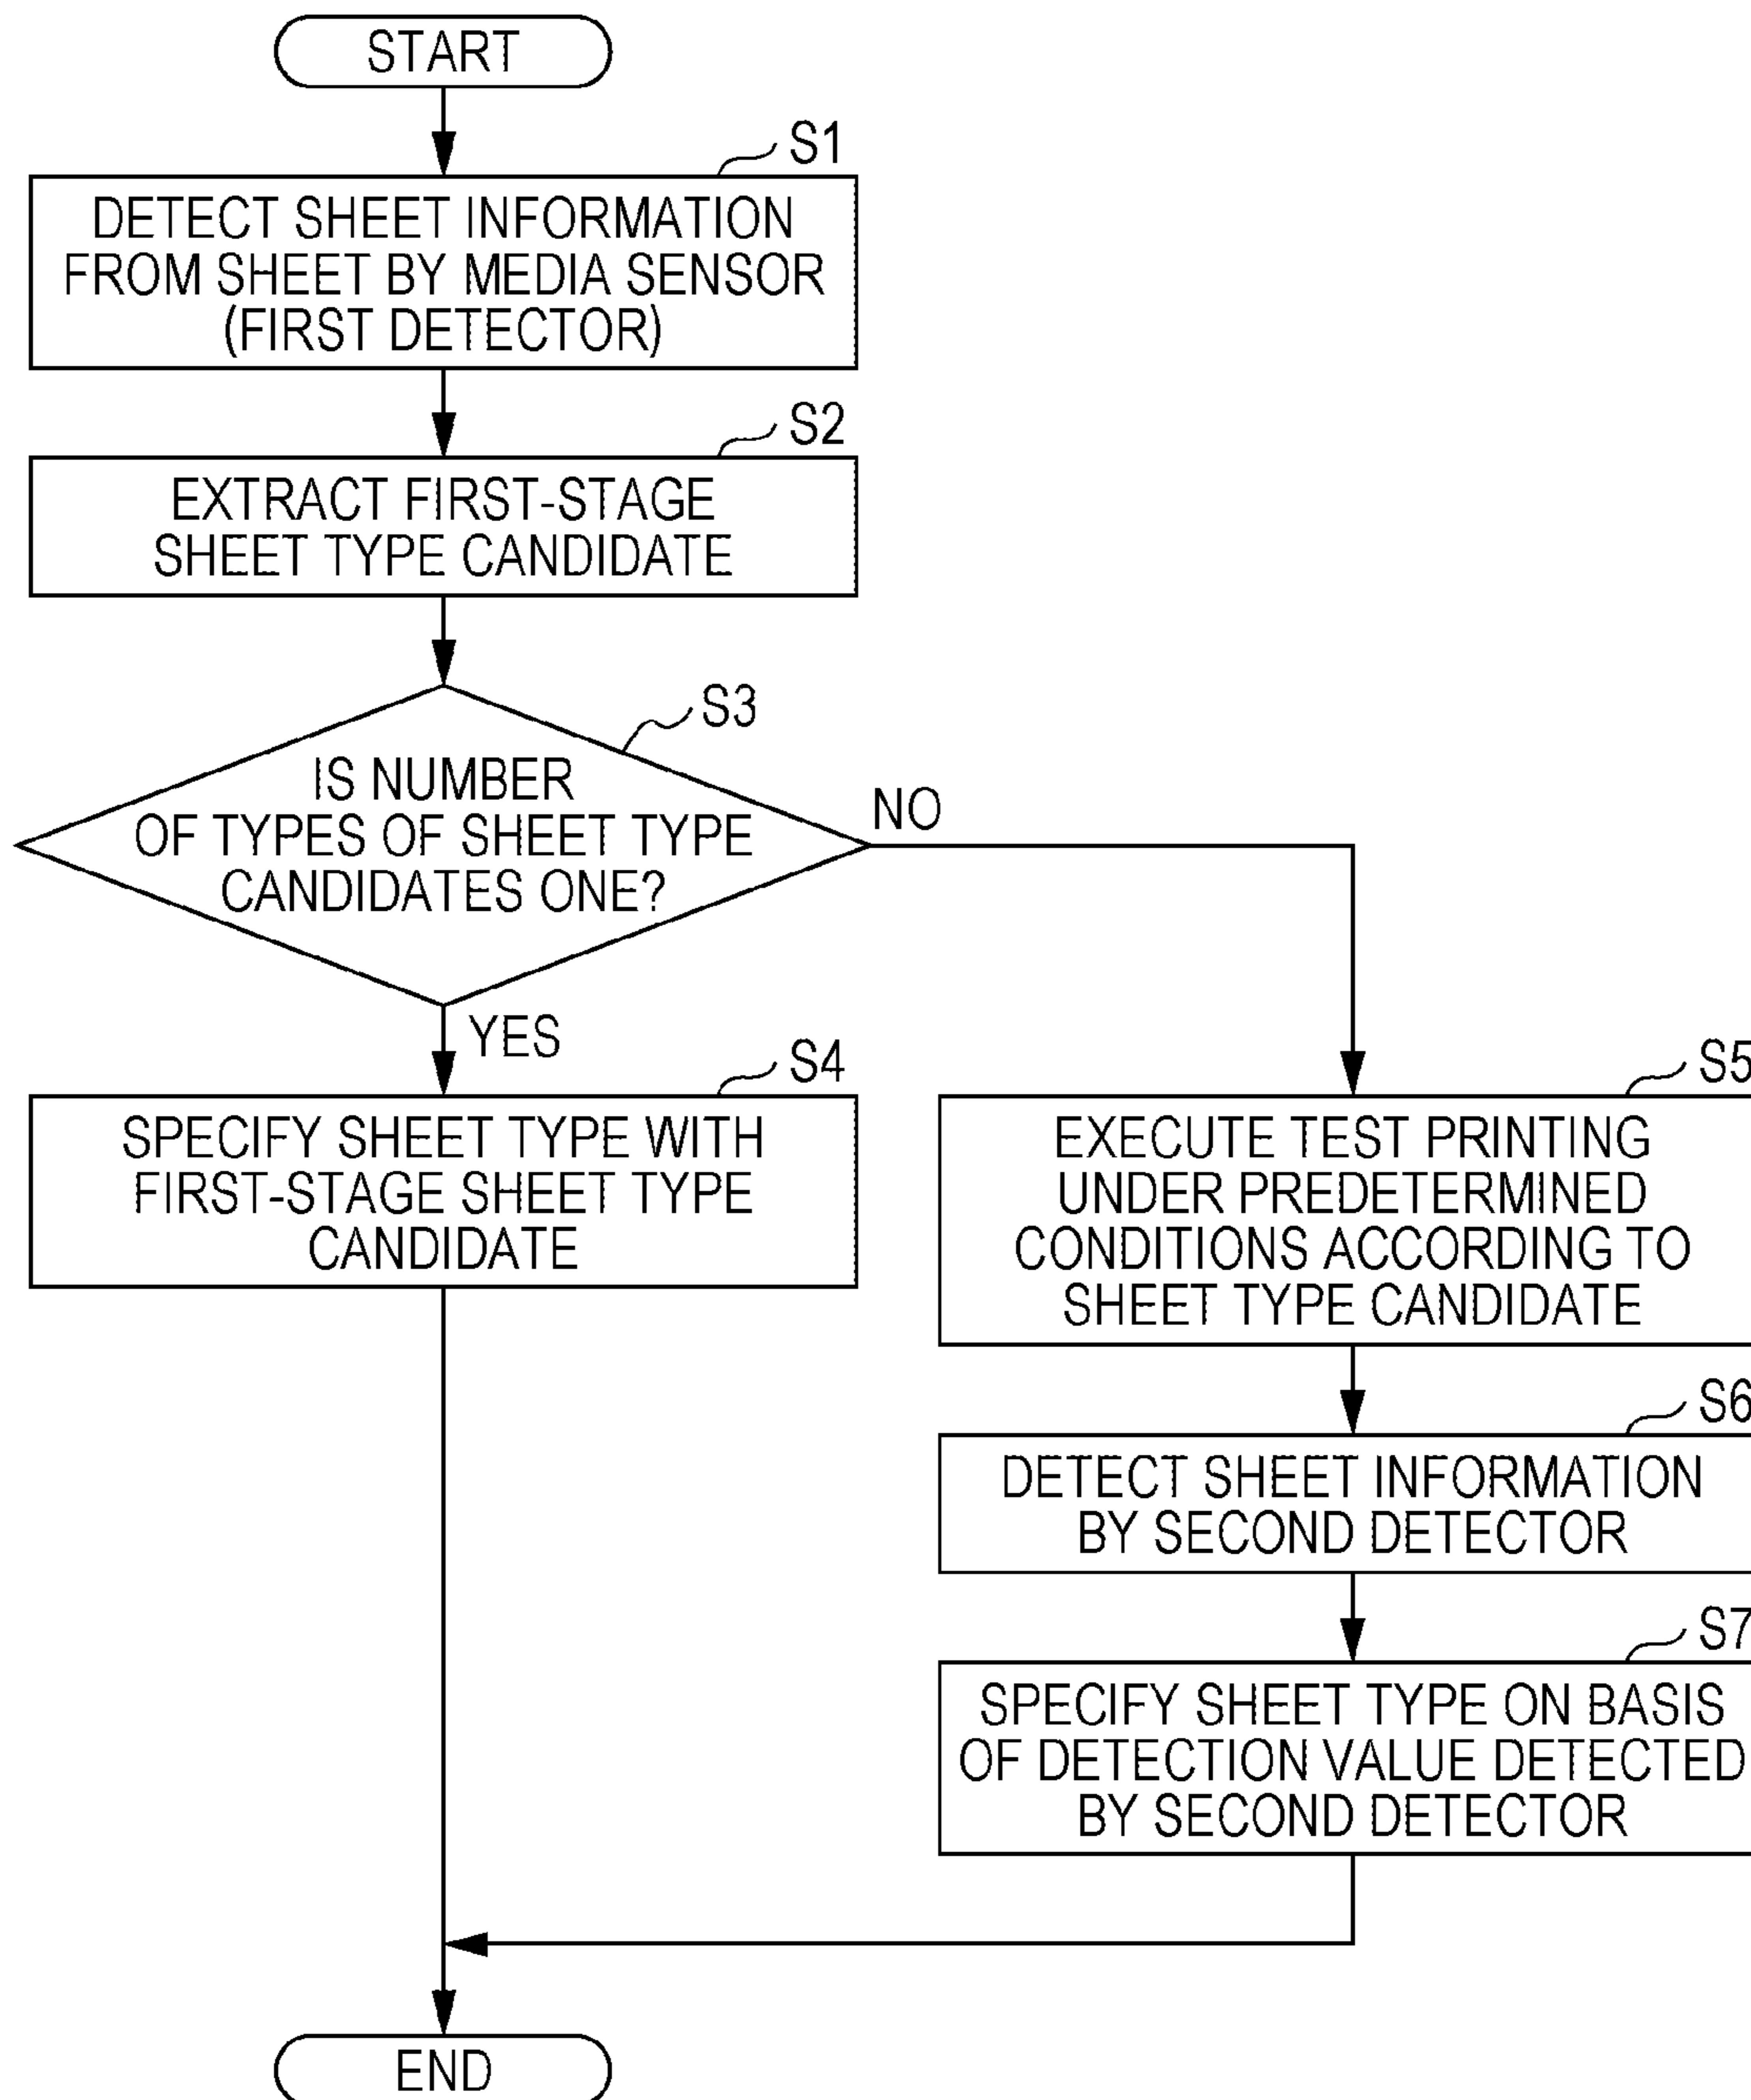 START
S1
DETECT SHEET INFORMATION
FROM SHEET BY MEDIA SENSOR
(FIRST DETECTOR)
S2
EXTRACT FIRST-STAGE
SHEET TYPE CANDIDATE
S3
IS NUMBER
OF TYPES OF SHEET TYPE
CANDIDATES ONE?
NO
YES
S4
SPECIFY SHEET TYPE WITH
FIRST-STAGE SHEET TYPE
CANDIDATE
S5
EXECUTE TEST PRINTING
UNDER PREDETERMINED
CONDITIONS ACCORDING TO
SHEET TYPE CANDIDATE
S6
DETECT SHEET INFORMATION
BY SECOND DETECTOR
S7
SPECIFY SHEET TYPE ON BASIS
OF DETECTION VALUE DETECTED
BY SECOND DETECTOR
END